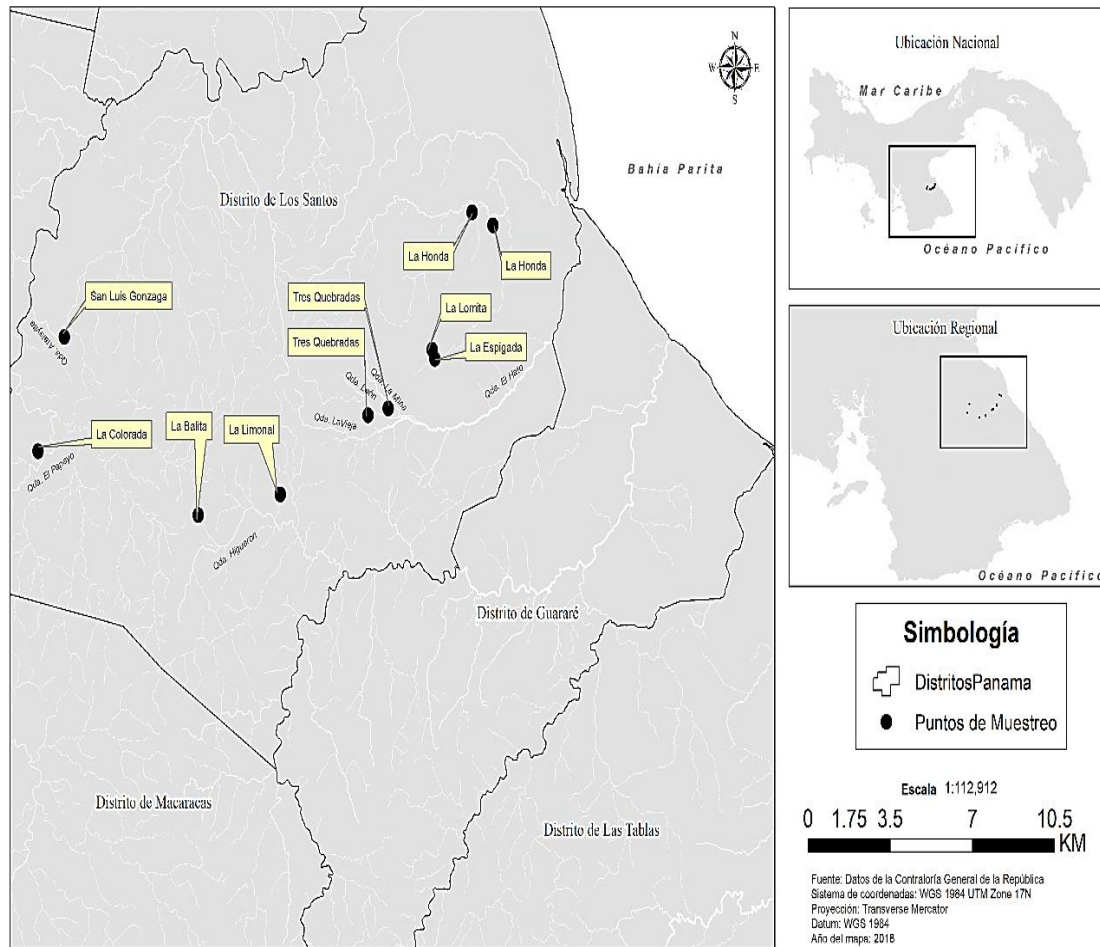 N
W E
S
Bahía Parita
Distrito de Los Santos
La Honda
La Honda
San Luis Gonzaga
Tres Quebradas
La Lomita
Tres Quebradas
La Espigada
Qda. León
Qda. La Mina
Qda. El Hato
Qda. LaVieja
La Colorada
La Balita
La Limonal
Qda. El Papayo
Qda. Higueron
Distrito de Guararé
Distrito de Macaracas
Distrito de Las Tablas
Ubicación Nacional
Mar Caribe
Océano Pacífico
Ubicación Regional
Océano Pacífico
Simbología
DistritosPanama
Puntos de Muestreo
Escala 1:112,912
0 1.75 3.5 7 10.5
KM
Fuente: Datos de la Contraloría General de la República
Sistema de coordenadas: WGS 1984 UTM Zone 17N
Proyección: Transverse Mercator
Datum: WGS 1984
Año del mapa: 2018